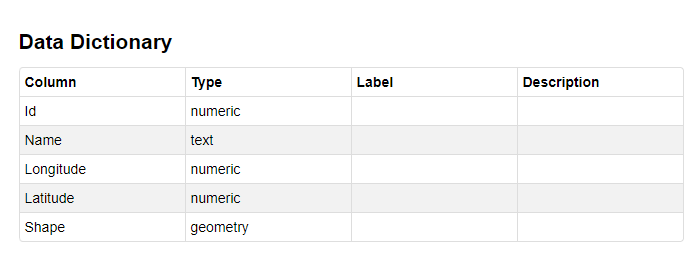 Data Dictionary
Column Type Label Description
Id numeric
Name text
Longitude numeric
Latitude numeric
Shape geometry